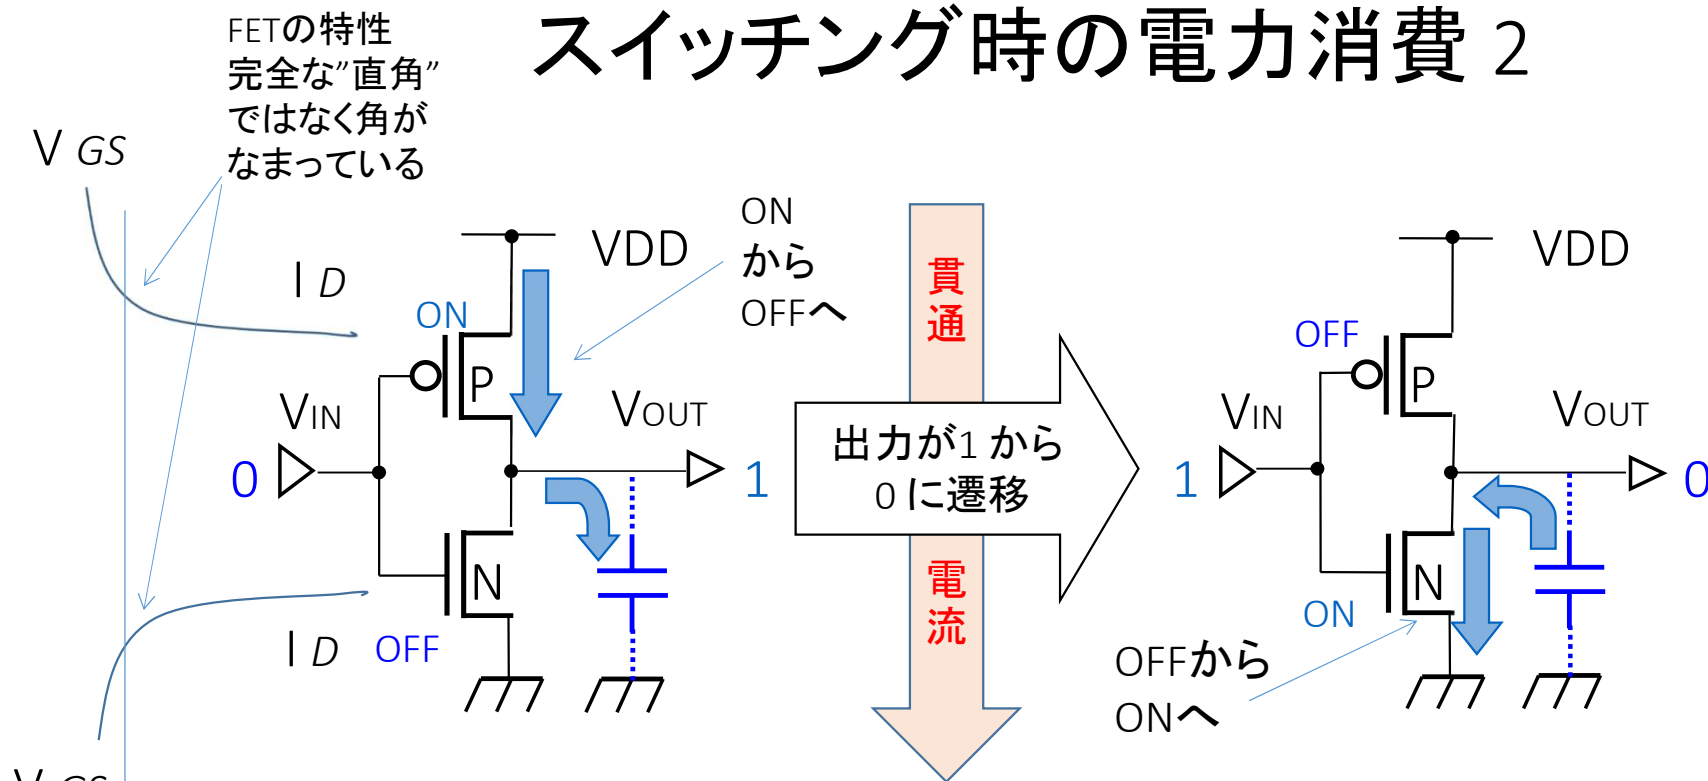 スイッチング時の電力消費 2
FETの特性
完全な”直角”
ではなく角が
なまっている
V GS
I D
I D
V GS
VDD
ON
から
OFFへ
ON
P
VIN
VOUT
0
1
N
OFF
貫
通
出力が1 から
0 に遷移
電
流
VDD
OFF
P
VIN
VOUT
1
0
N
ON
OFFから
ONへ